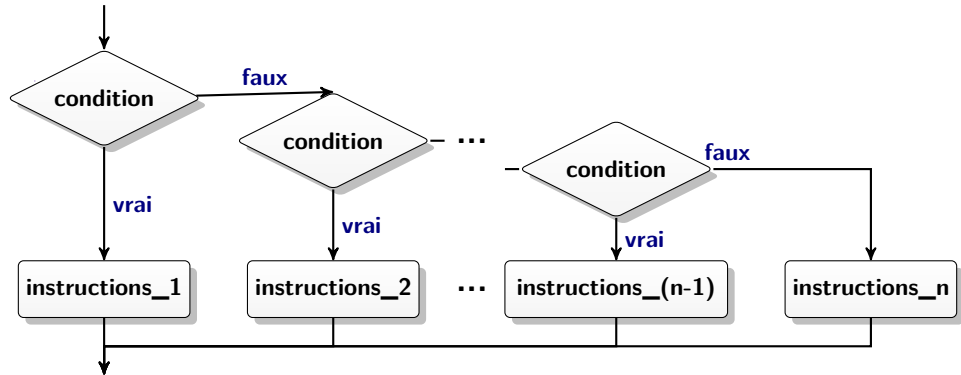 condition
faux
condition
...
condition
faux
vrai
vrai
vrai
instructions_1
instructions_2
...
instructions_(n-1)
instructions_n